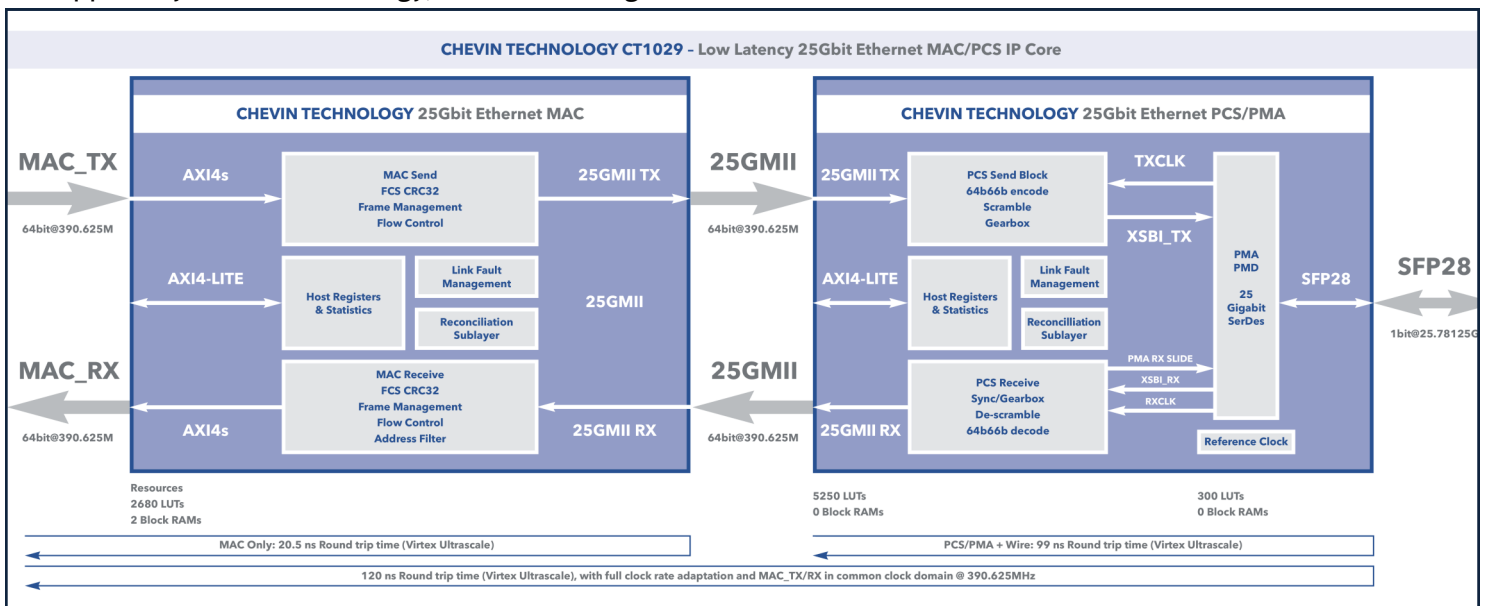 CHEVIN TECHNOLOGY CT1029 – Low Latency 25Gbit Ethernet MAC/PCS IP Core
CHEVIN TECHNOLOGY 25Gbit Ethernet MAC
MAC_TX
64bit@390.625M
AXI4s
MAC Send
FCS CRC32
Frame Management
Flow Control
25GMII TX
AXI4-LITE
Host Registers
& Statistics
Link Fault
Management
Reconciliation
Sublayer
25GMII
MAC_RX
64bit@390.625M
AXI4s
MAC Receive
FCS CRC32
Frame Management
Flow Control
Address Filter
25GMII RX
Resources
2680 LUTs
2 Block RAMs
25GMII
64bit@390.625M
25GMII
64bit@390.625M
CHEVIN TECHNOLOGY 25Gbit Ethernet PCS/PMA
25GMII TX
PCS Send Block
64b66b encode
Scramble
Gearbox
TXCLK
XSBI_TX
AXI4-LITE
Host Registers
& Statistics
Link Fault
Management
Reconcilliation
Sublayer
PMA
PMD
25
Gigabit
SerDes
SFP28
SFP28
1bit@25.78125G
25GMII RX
PCS Receive
Sync/Gearbox
De-scramble
64b66b decode
PMA RX SLIDE
XSBI_RX
RXCLK
Reference Clock
5250 LUTs
0 Block RAMs
300 LUTs
0 Block RAMs
MAC Only: 20.5 ns Round trip time (Virtex Ultrascale)
PCS/PMA + Wire: 99 ns Round trip time (Virtex Ultrascale)
120 ns Round trip time (Virtex Ultrascale), with full clock rate adaptation and MAC_TX/RX in common clock domain @ 390.625MHz